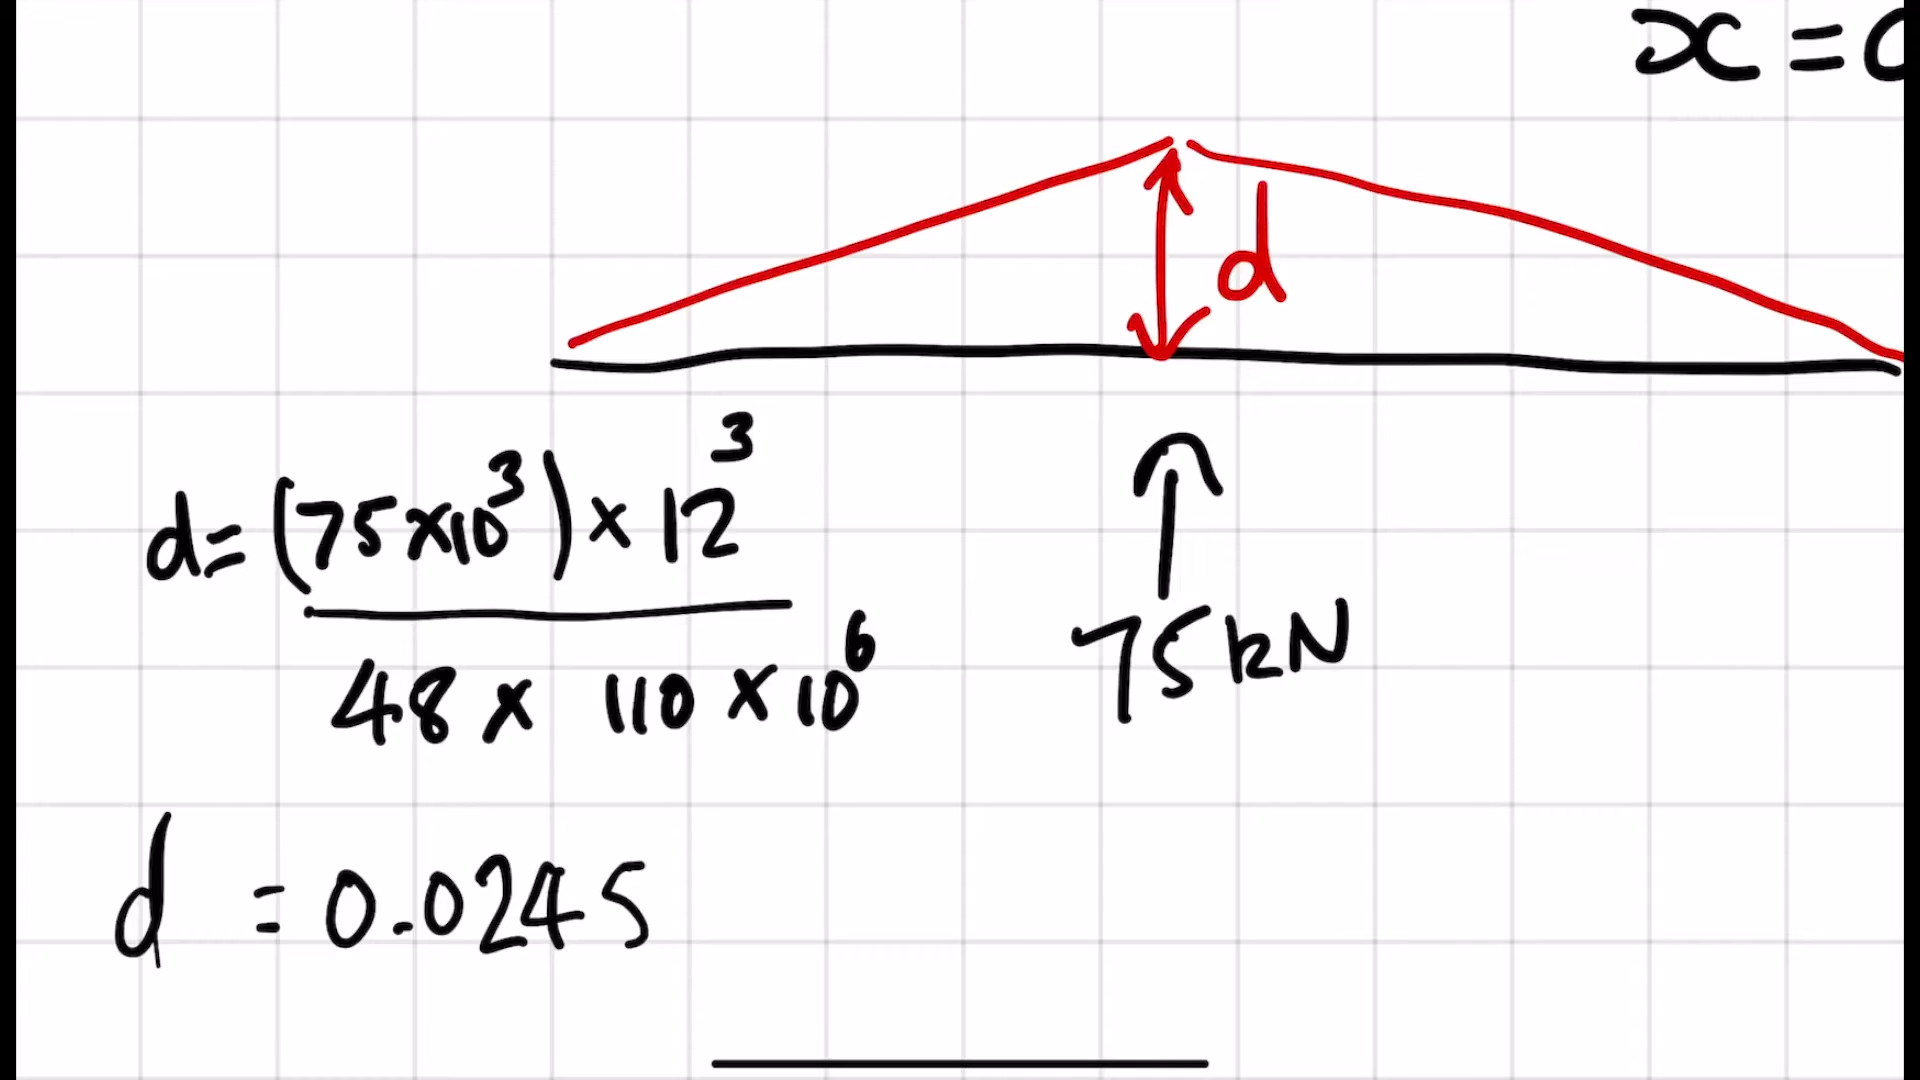 x=0
d
d=(75×10³)×12³
48× 110×10⁶
75kN
d = 0.0245